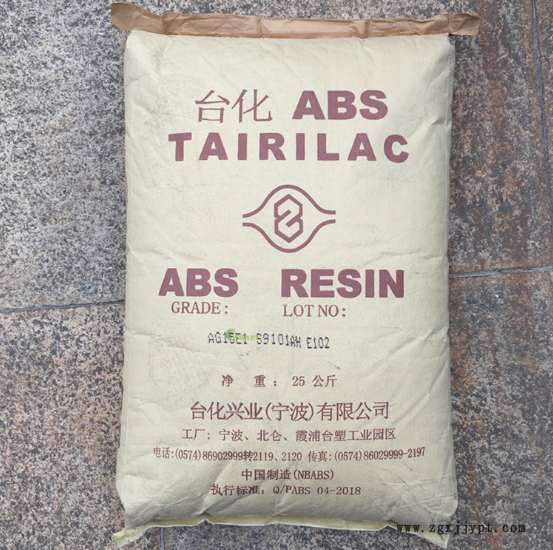 台化 ABS
TAIRILAC
ABS RESIN
GRADE: LOT NO:
AG15E1 S9101AH E102
净 重: 25 公斤
台化兴业(宁波)有限公司
工厂: 宁波、北仑、霞浦台塑工业园区
电话:(0574)86902999转2119、2120 传真:(0574)86029999-2197
中国制造(NBABS)
执行标准: Q/PABS 04-2018
www.zgxjjypt.com